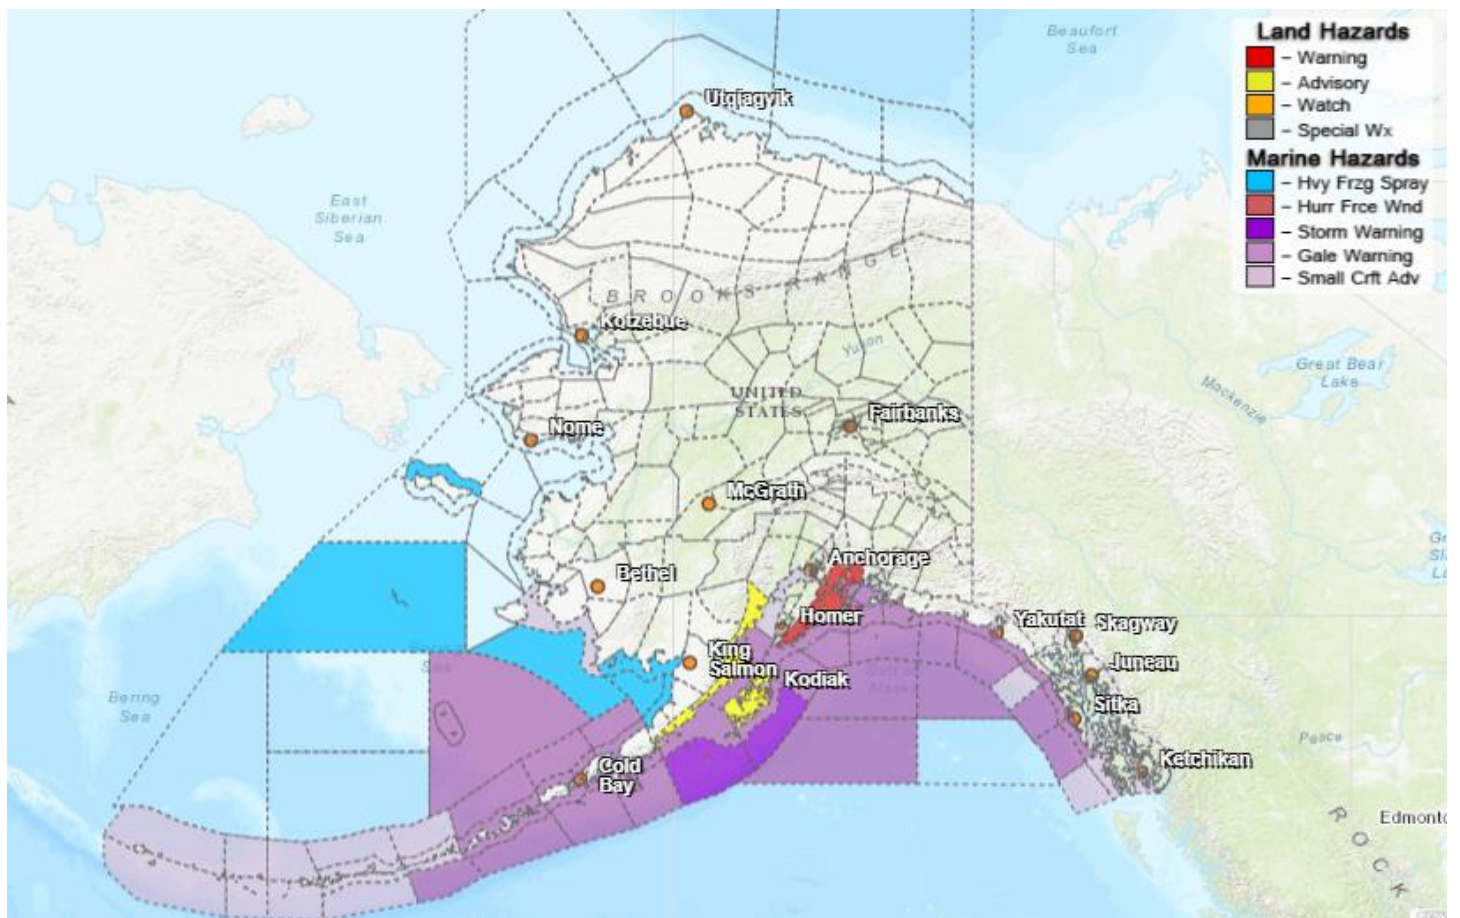 Land Hazards
– Warning
– Advisory
– Watch
– Special Wx
Marine Hazards
– Hvy Frzg Spray
– Hurr Frce Wnd
– Storm Warning
– Gale Warning
– Small Crft Adv
Beaufort
Sea
Utqiagvik
East
Siberian
Sea
BROOKS RANGE
Kotzebue
Yukon
Great Bear
Lake
Mackenzie
UNITED
STATES
Fairbanks
Nome
McGrath
Anchorage
Bethel
Homer
Yakutat
Skagway
King
Salmon
Juneau
Kodiak
Bering
Sea
Sitka
Peace
Ketchikan
Cold
Bay
Edmonto
ROCK